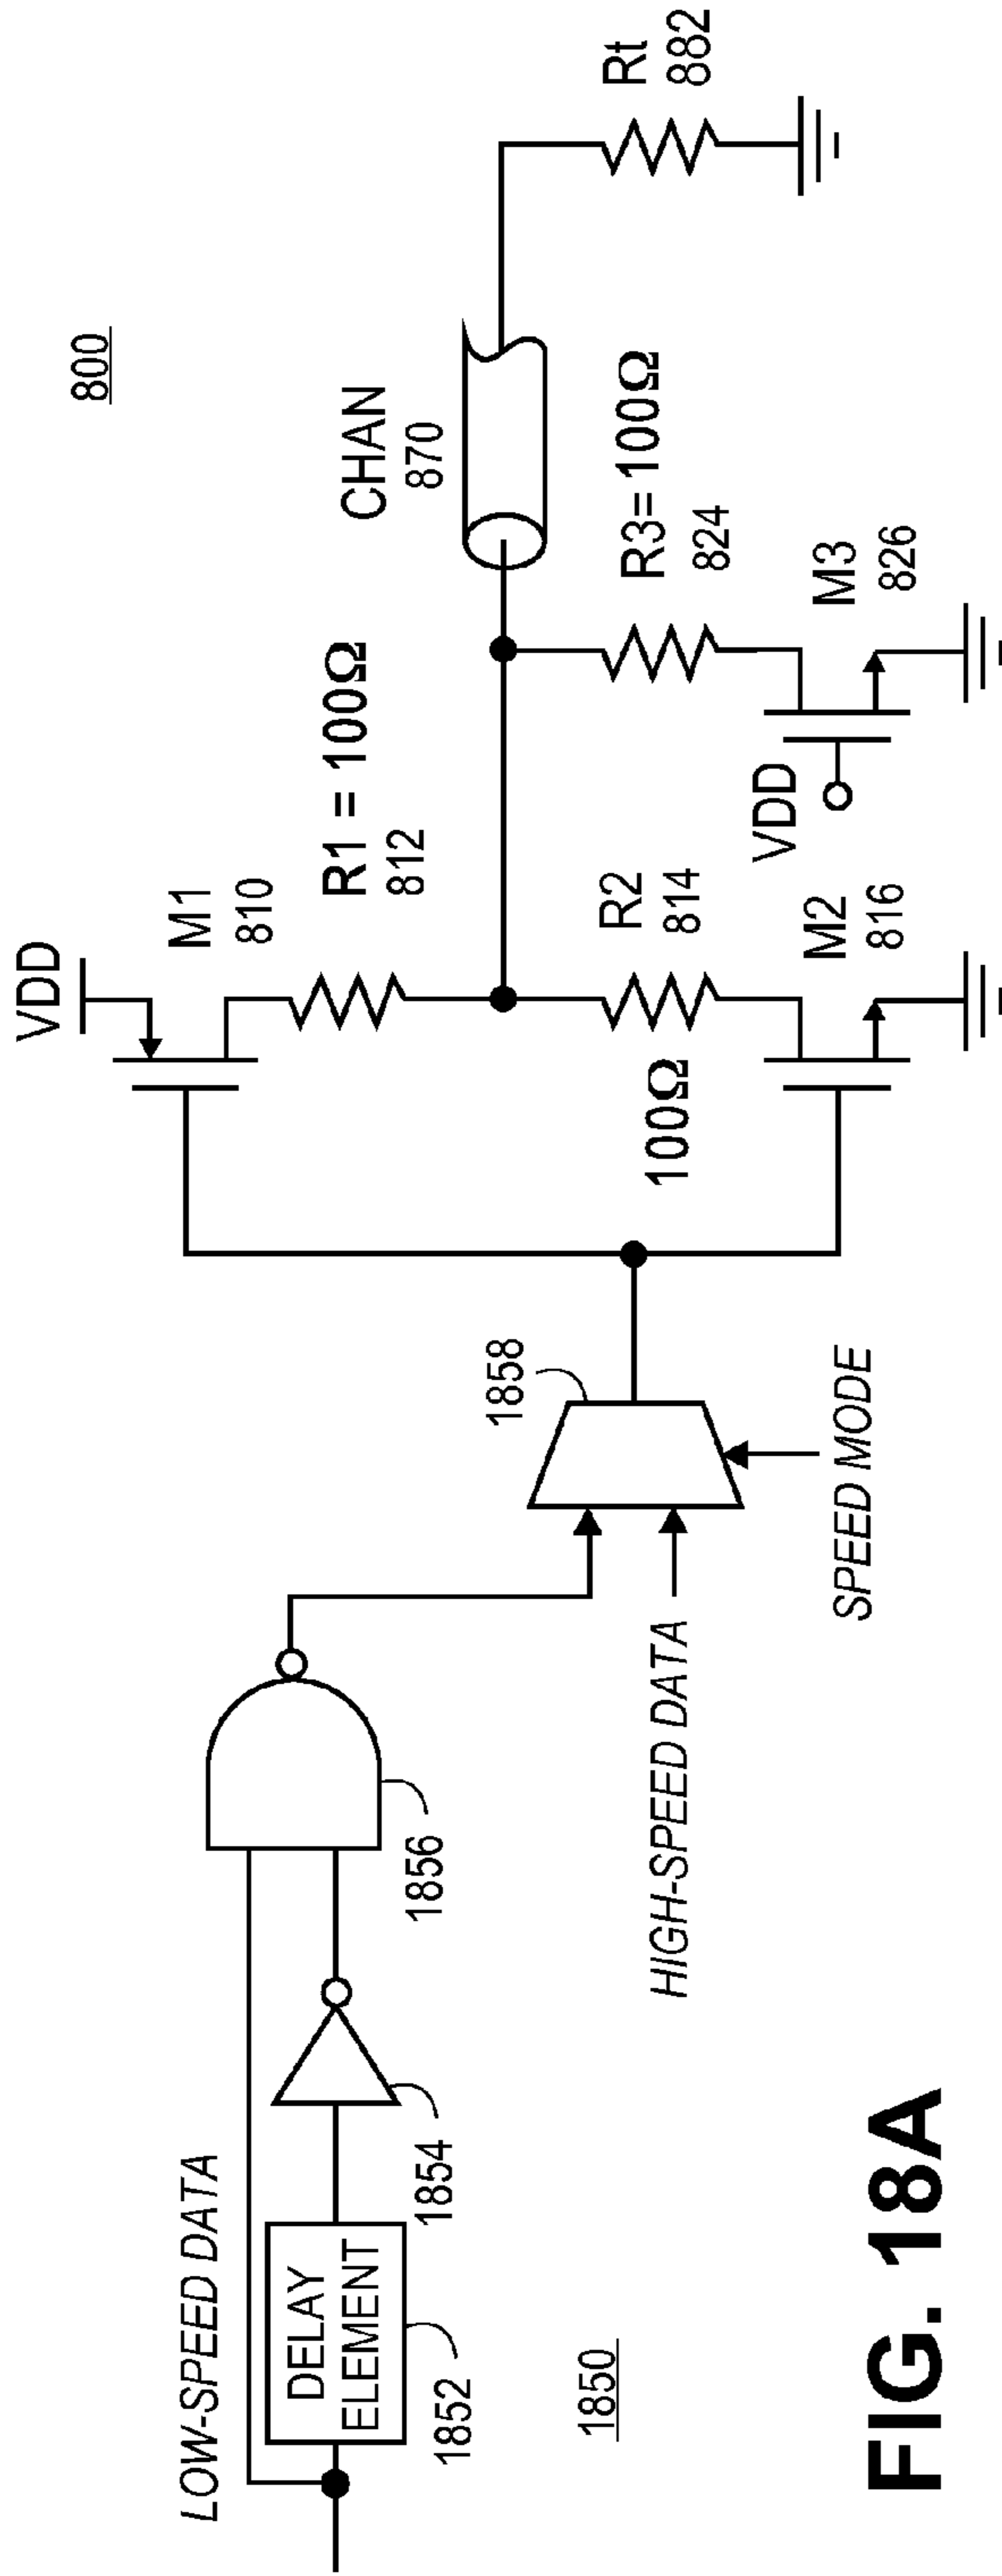 800
LOW-SPEED DATA
DELAY
ELEMENT
1852
1854
1856
1850
HIGH-SPEED DATA
SPEED MODE
1858
VDD
M1
810
R1 = 100Ω
812
R2
814
100Ω
M2
816
CHAN
870
R3=100Ω
824
VDD
M3
826
Rt
882
FIG. 18A